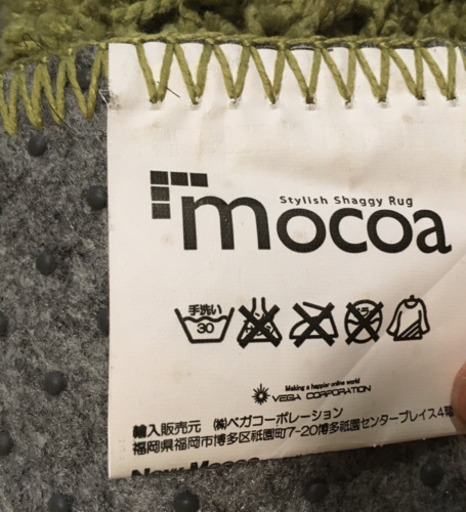 Stylish Shaggy Rug
mocoa
手洗い
30
Making a happier online world
VEGA CORPORATION
輸入販売元 ㈱ベガコーポレーション
福岡県福岡市博多区祇園町7-20博多祇園センタープレイス4階